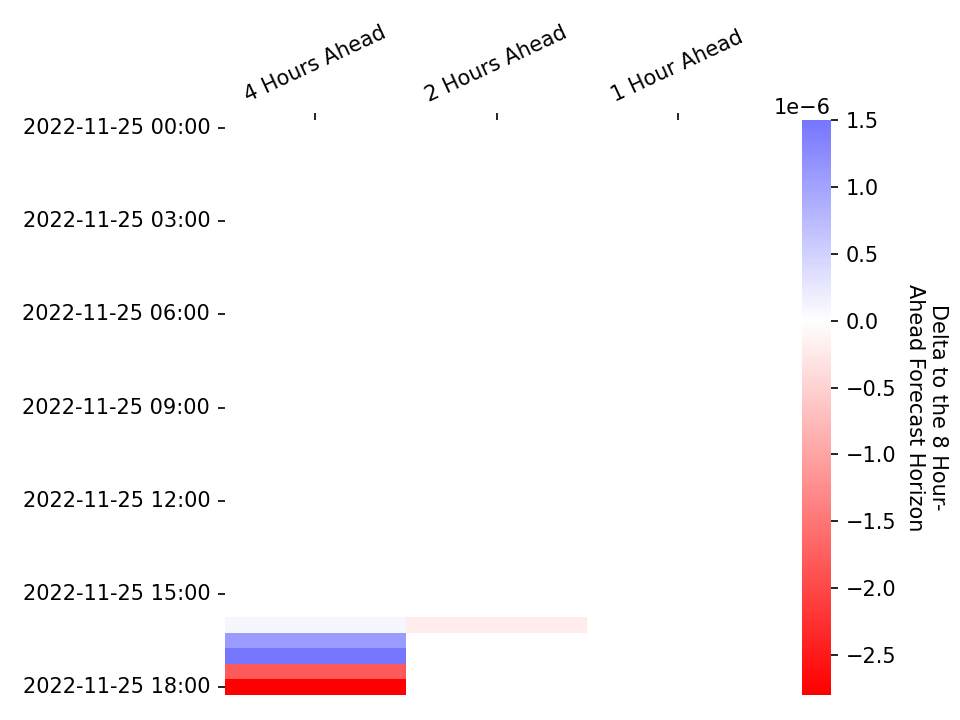 4 Hours Ahead
2 Hours Ahead
1 Hour Ahead
1e−6
2022-11-25 00:00
2022-11-25 03:00
2022-11-25 06:00
2022-11-25 09:00
2022-11-25 12:00
2022-11-25 15:00
2022-11-25 18:00
1.5
1.0
0.5
0.0
−0.5
−1.0
−1.5
−2.0
−2.5
Delta to the 8 Hour-
Ahead Forecast Horizon